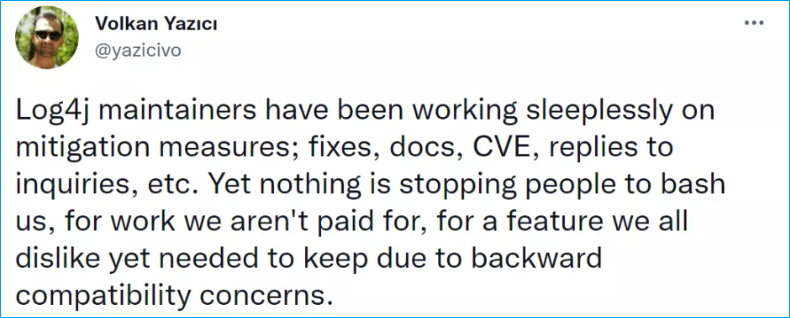 Volkan Yazıcı
@yazicivo
Log4j maintainers have been working sleeplessly on
mitigation measures; fixes, docs, CVE, replies to
inquiries, etc. Yet nothing is stopping people to bash
us, for work we aren't paid for, for a feature we all
dislike yet needed to keep due to backward
compatibility concerns.